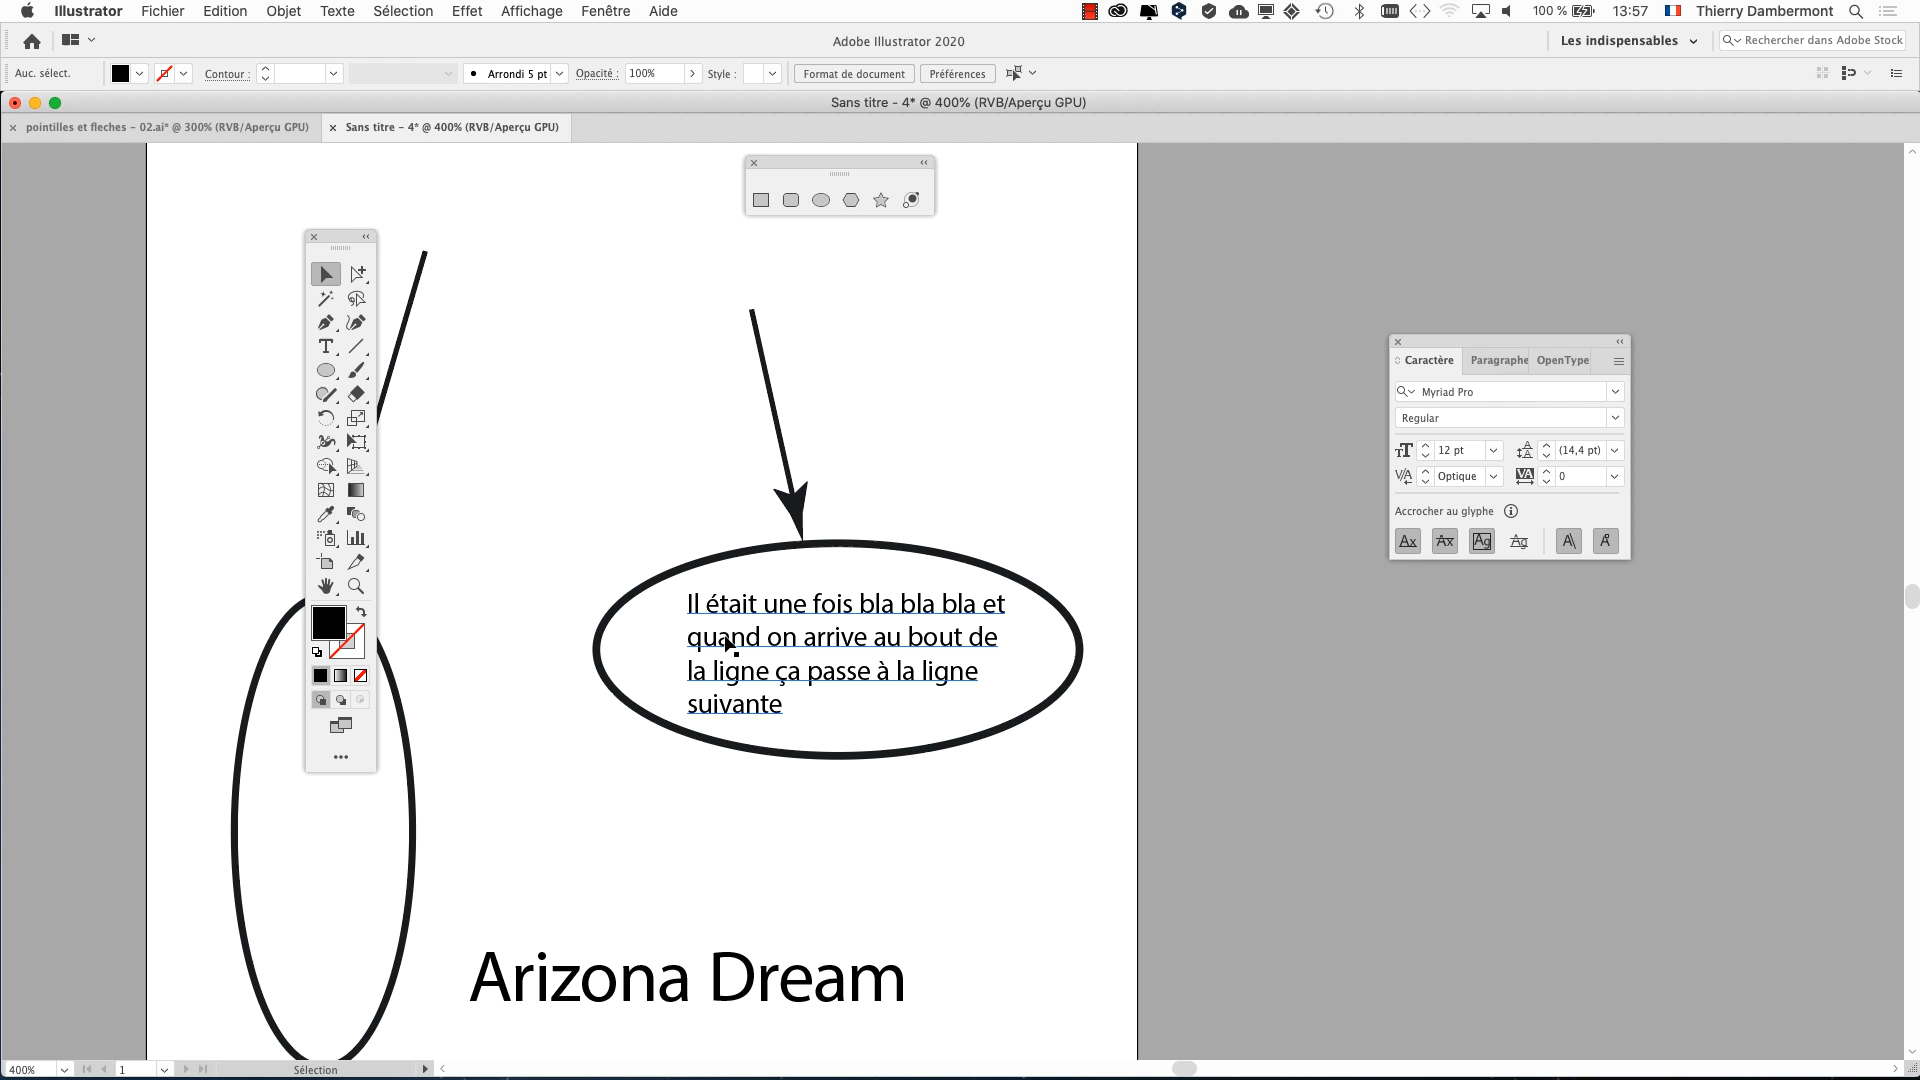 Illustrator Fichier Edition Objet Texte Sélection Effet Affichage Fenêtre Aide 100 % 13:57 Thierry Dambermont
Adobe Illustrator 2020 Les indispensables Rechercher dans Adobe Stock
Auc. sélect. Contour : Arrondi 5 pt Opacité : 100% Style : Format de document Préférences
Sans titre - 4* @ 400% (RVB/Aperçu GPU)
pointilles et fleches - 02.ai* @ 300% (RVB/Aperçu GPU) Sans titre - 4* @ 400% (RVB/Aperçu GPU)
Caractère Paragraphe OpenType
Myriad Pro
Regular
12 pt (14,4 pt)
Optique 0
Accrocher au glyphe
Il était une fois bla bla bla et
quand on arrive au bout de
la ligne ça passe à la ligne
suivante
Arizona Dream
400% 1 Sélection